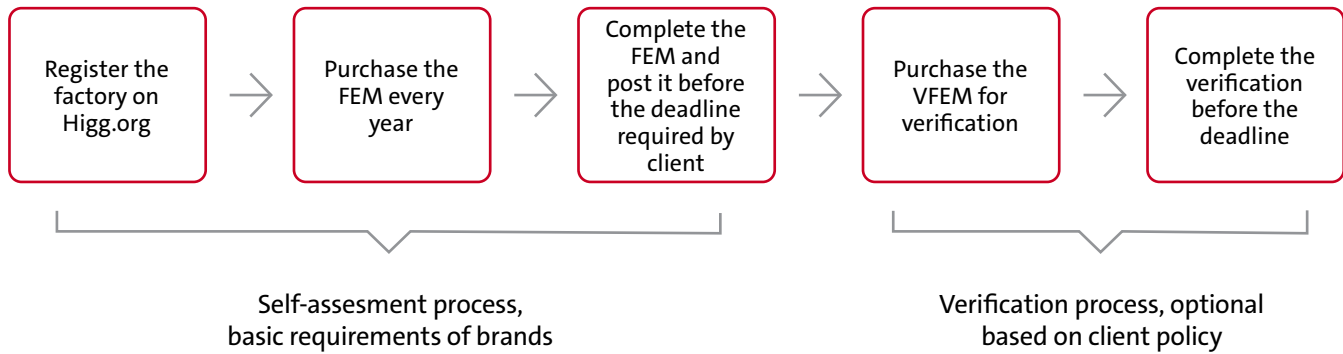 Register the
factory on
Higg.org
Purchase the
FEM every
year
Complete the
FEM and
post it before
the deadline
required by
client
Purchase the
VFEM for
verification
Complete the
verification
before the
deadline
Self-assesment process,
basic requirements of brands
Verification process, optional
based on client policy